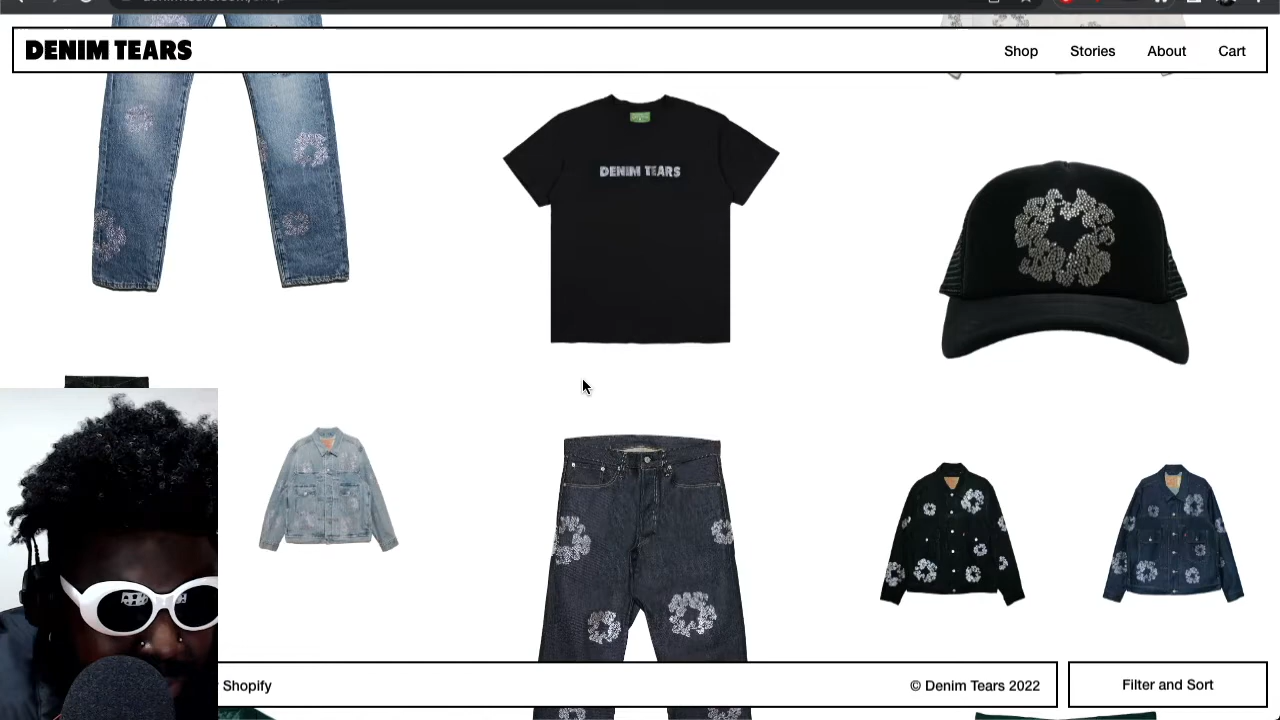 DENIM TEARS
Shop
Stories
About
Cart
DENIM TEARS
Shopify
© Denim Tears 2022
Filter and Sort